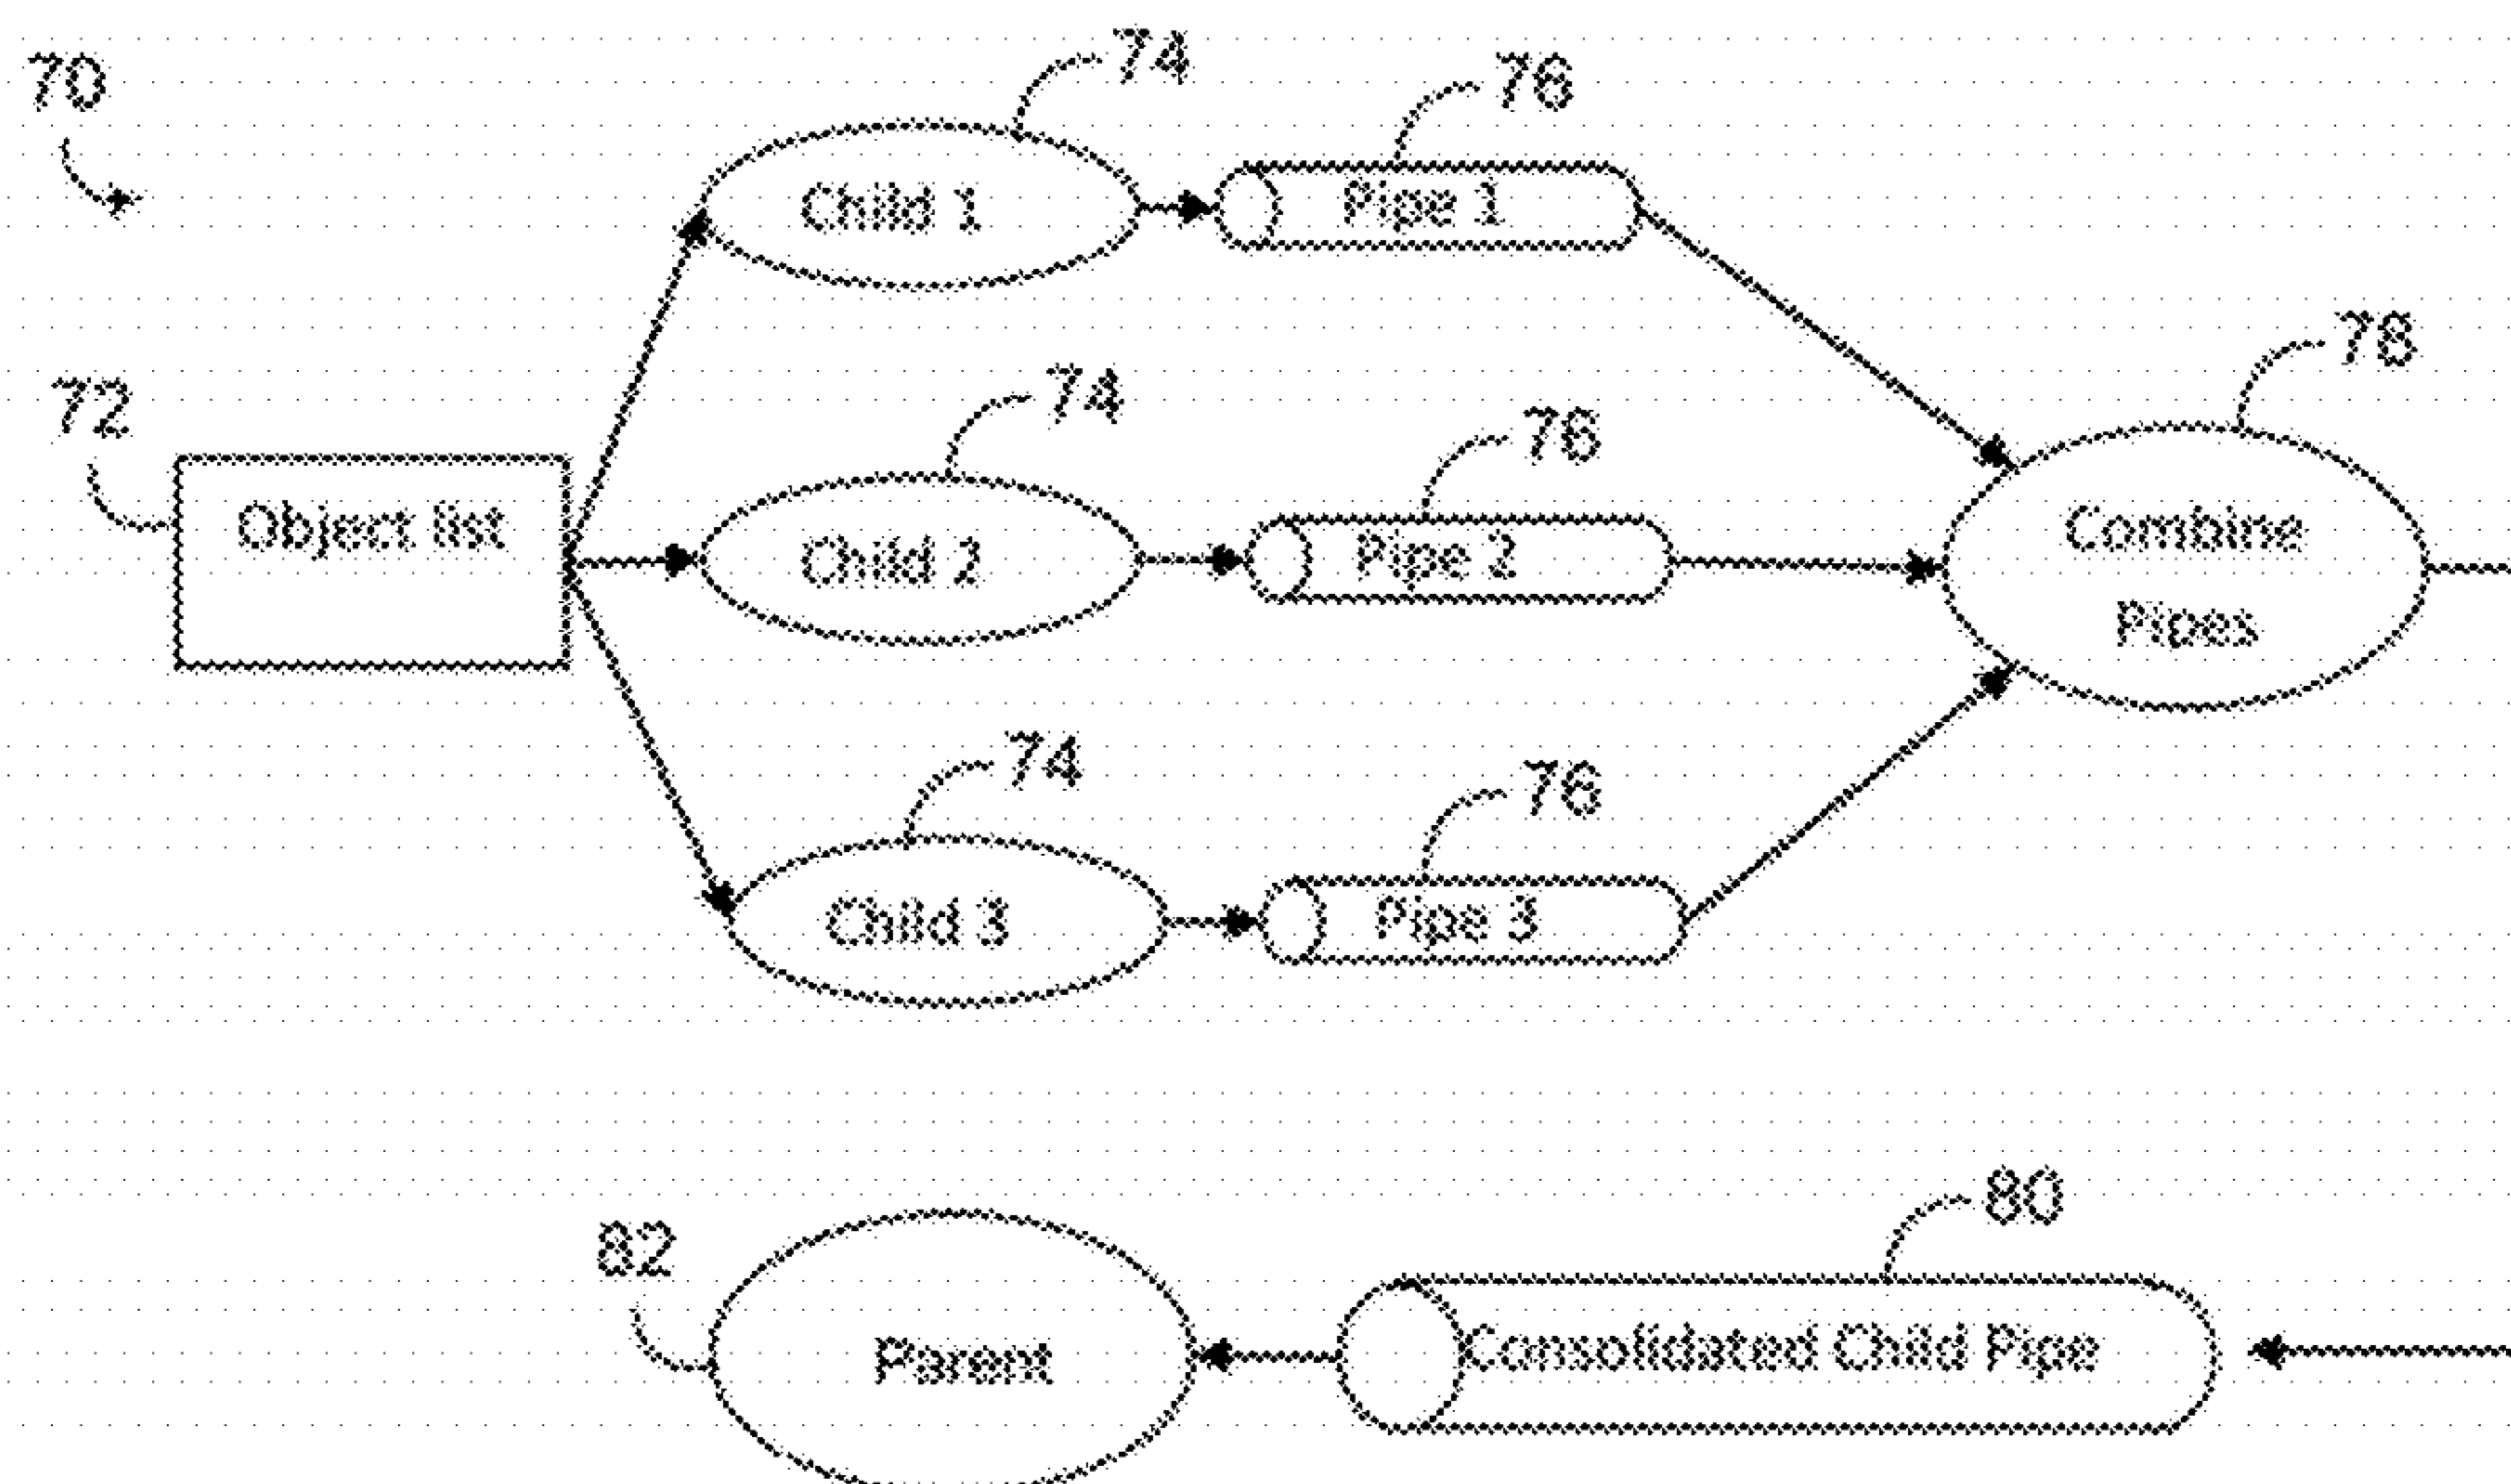 70
74
76
Child 1
Pipe 1
72
74
76
78
Object list
Child 2
Pipe 2
Combine
Pipes
74
76
Child 3
Pipe 3
82
80
Parent
Consolidated Child Pipe